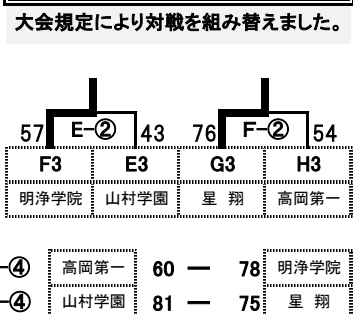 大会規定により対戦を組み替えました。
57 E-② 43 76 F-② 54
F3 E3 G3 H3
明浄学院 山村学園 星 翔 高岡第一
-④ 高岡第一 60 ー 78 明浄学院
-④ 山村学園 81 ー 75 星 翔